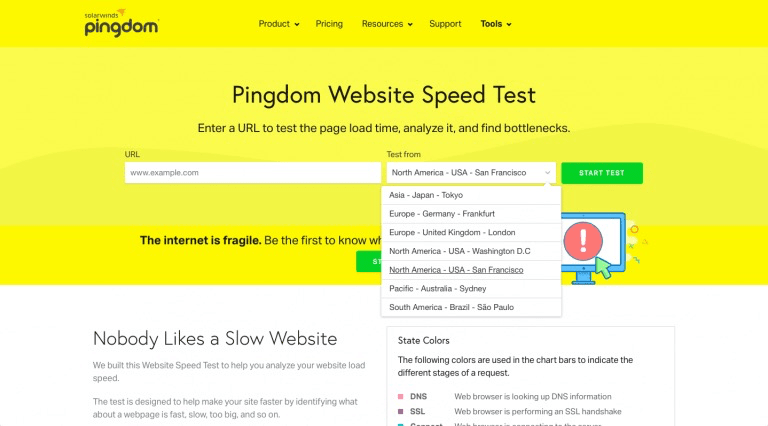 solarwinds
pingdom
Product Pricing Resources Support Tools
Pingdom Website Speed Test
Enter a URL to test the page load time, analyze it, and find bottlenecks.
URL
www.example.com
Test from
North America - USA - San Francisco
START TEST
Asia - Japan - Tokyo
Europe - Germany - Frankfurt
Europe - United Kingdom - London
North America - USA - Washington D.C
North America - USA - San Francisco
Pacific - Australia - Sydney
South America - Brazil - São Paulo
The internet is fragile. Be the first to know
Nobody Likes a Slow Website
We built this Website Speed Test to help you analyze your website load
speed.
The test is designed to help make your site faster by identifying what
about a webpage is fast, slow, too big, and so on.
State Colors
The following colors are used in the chart bars to indicate the
different stages of a request.
DNS Web browser is looking up DNS information
SSL Web browser is performing an SSL handshake